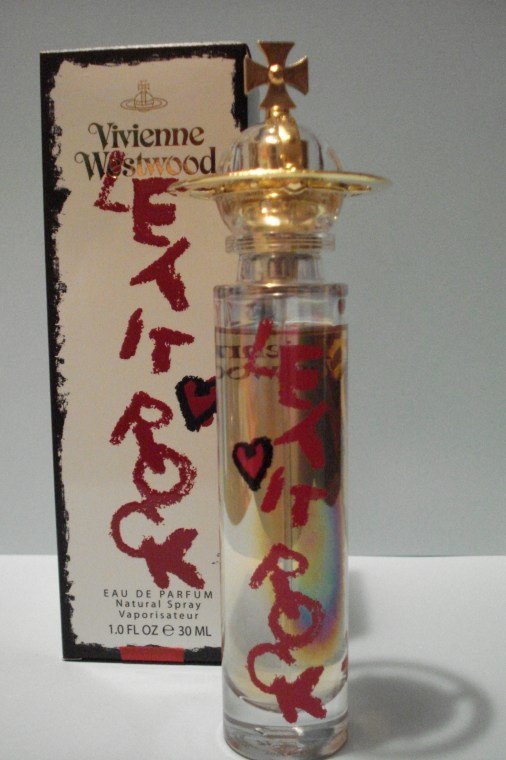 Vivienne
Westwood
LET IT ROCK
EAU DE PARFUM
Natural Spray
Vaporisateur
1.0 FL OZ e 30 ML
LET IT ROCK